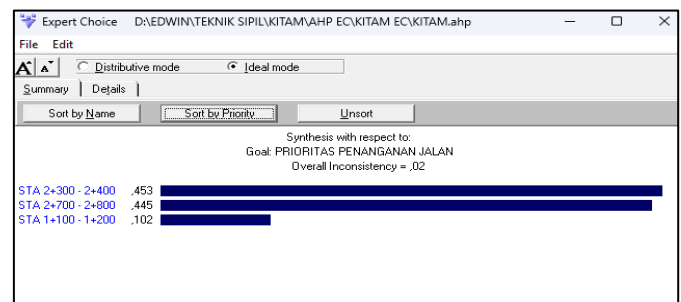 Expert Choice D:\EDWIN\TEKNIK SIPIL\KITAM\AHP EC\KITAM EC\KITAM.ahp
File Edit
A A Distributive mode Ideal mode
Summary Details
Sort by Name Sort by Priority Unsort
Synthesis with respect to:
Goal: PRIORITAS PENANGANAN JALAN
Overall Inconsistency = ,02
STA 2+300 - 2+400 ,453
STA 2+700 - 2+800 ,445
STA 1+100 - 1+200 ,102